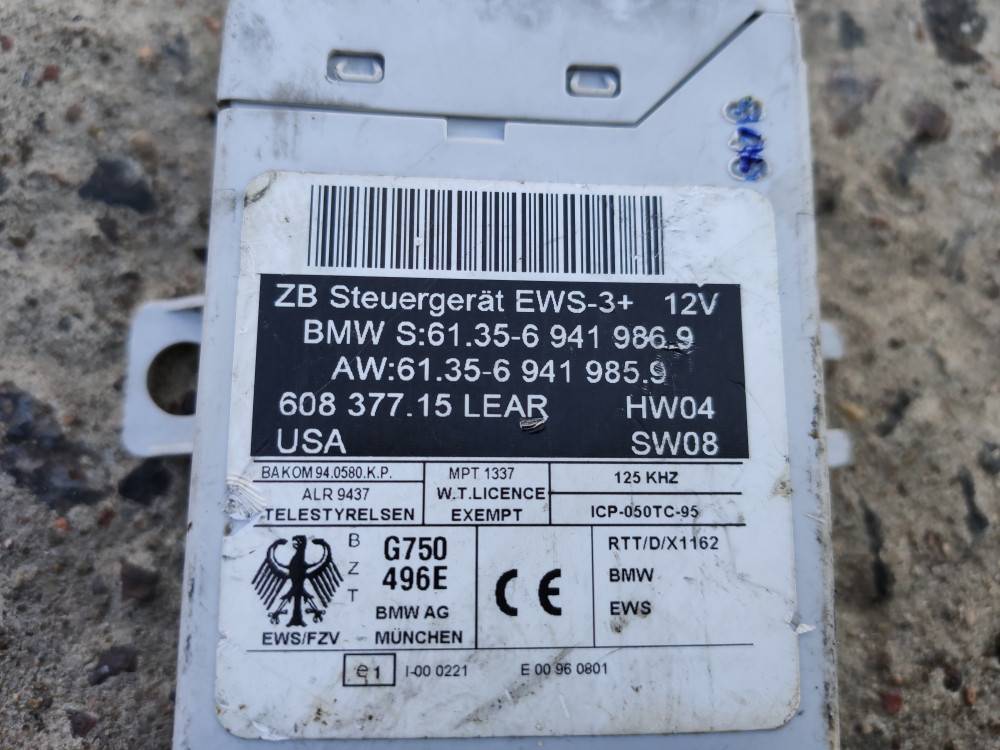 ZB Steuergerät EWS-3+ 12V
BMW S:61.35-6 941 986.9
AW:61.35-6 941 985.9
608 377.15 LEAR HW04
USA SW08
BAKOM 94.0580.K.P.
ALR 9437
TELESTYRELSEN
MPT 1337
W.T.LICENCE
EXEMPT
125 KHZ
ICP-050TC-95
EWS/FZV
BZT
G750
496E
BMW AG
MÜNCHEN
CE
RTT/D/X1162
BMW
EWS
e1 I-00 0221 E 00 96 0801